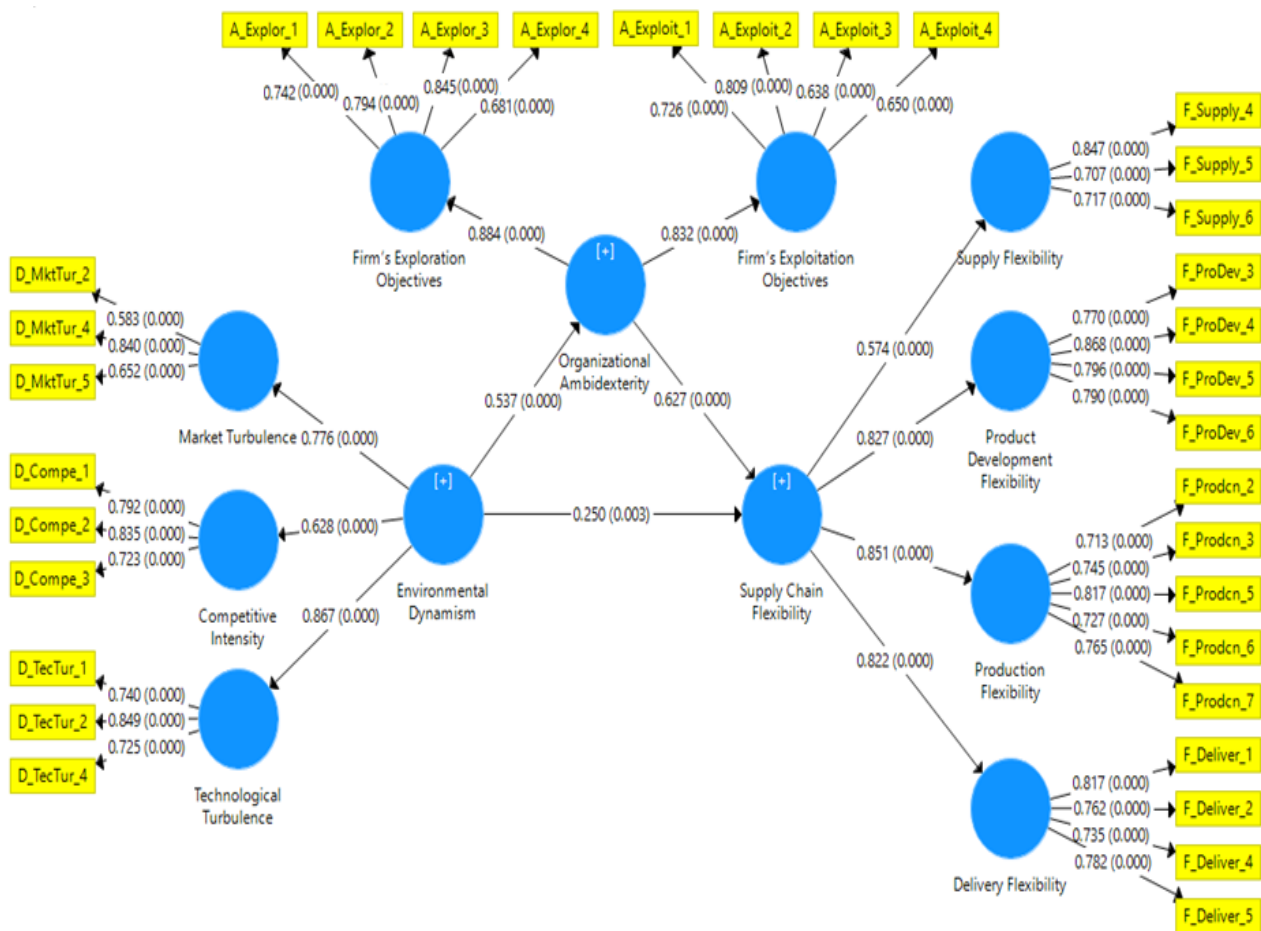 A_Explor_1
A_Explor_2
A_Explor_3
A_Explor_4
A_Exploit_1
A_Exploit_2
A_Exploit_3
A_Exploit_4
0.742 (0.000)
0.794 (0.000)
0.845 (0.000)
0.681(0.000)
0.726 (0.000)
0.809 (0.000)
0.638 (0.000)
0.650 (0.000)
Firm's Exploration
Objectives
Firm's Exploitation
Objectives
0.884 (0.000)
0.832 (0.000)
[+]
Organizational
Ambidexterity
F_Supply_4
F_Supply_5
F_Supply_6
0.847 (0.000)
0.707 (0.000)
0.717 (0.000)
Supply Flexibility
D_MktTur_2
D_MktTur_4
D_MktTur_5
0.583 (0.000)
0.840 (0.000)
0.652 (0.000)
Market Turbulence
0.776 (0.000)
0.537 (0.000)
0.627 (0.000)
0.574 (0.000)
F_ProDev_3
F_ProDev_4
F_ProDev_5
F_ProDev_6
0.770 (0.000)
0.868 (0.000)
0.796 (0.000)
0.790 (0.000)
Product
Development
Flexibility
0.827 (0.000)
D_Compe_1
D_Compe_2
D_Compe_3
0.792 (0.000)
0.835 (0.000)
0.723 (0.000)
Competitive
Intensity
0.628 (0.000)
[+]
Environmental
Dynamism
0.250 (0.003)
[+]
Supply Chain
Flexibility
0.851 (0.000)
F_Prodcn_2
F_Prodcn_3
F_Prodcn_5
F_Prodcn_6
F_Prodcn_7
0.713 (0.000)
0.745 (0.000)
0.817 (0.000)
0.727 (0.000)
0.765 (0.000)
Production
Flexibility
D_TecTur_1
D_TecTur_2
D_TecTur_4
0.740 (0.000)
0.849 (0.000)
0.725 (0.000)
Technological
Turbulence
0.867 (0.000)
0.822 (0.000)
F_Deliver_1
F_Deliver_2
F_Deliver_4
F_Deliver_5
0.817 (0.000)
0.762 (0.000)
0.735 (0.000)
0.782 (0.000)
Delivery Flexibility